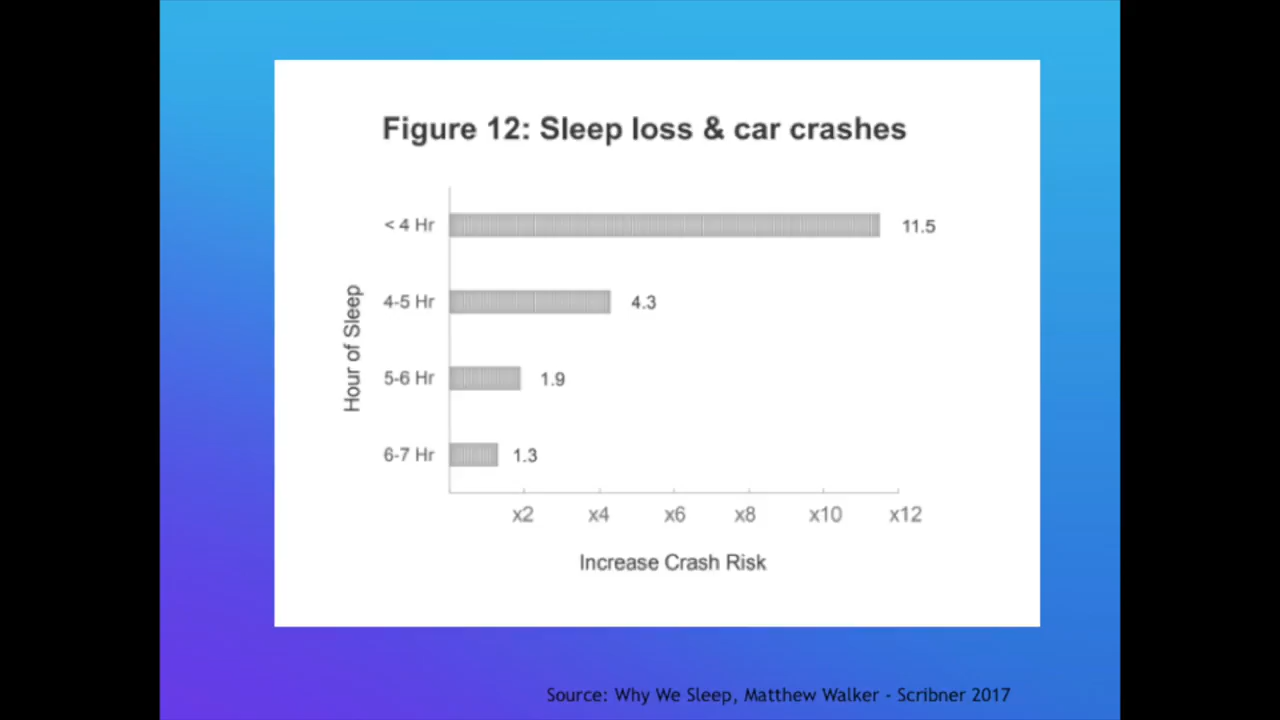 Figure 12: Sleep loss & car crashes
< 4 Hr 11.5
4-5 Hr 4.3
Hour of Sleep
5-6 Hr 1.9
6-7 Hr 1.3
x2 x4 x6 x8 x10 x12
Increase Crash Risk
Source: Why We Sleep, Matthew Walker - Scribner 2017